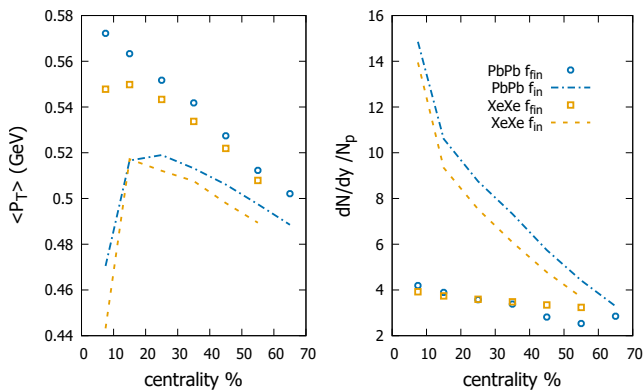 0.58
0.56
0.54
0.52
0.5
0.48
0.46
0.44
<P_T> (GeV)
0 10 20 30 40 50 60 70
centrality %
16
14
12
10
8
6
4
2
dN/dy /N_p
0 10 20 30 40 50 60 70
centrality %
PbPb f_fin
PbPb f_in
XeXe f_fin
XeXe f_in